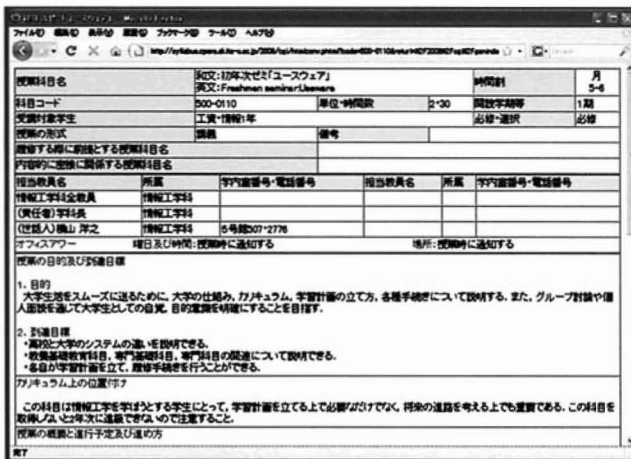 ファイル(F) 編集(E) 表示(V) 履歴(S) ブックマーク(B) ツール(T) ヘルプ(H)
授業科目名 和文:初年次ゼミ「ユースウェア」 時間割 月
英文:Freshman seminar:Useware 5-6
科目コード 500-0110 単位・時間数 2・30 開設学期等 1期
受講対象学生 工資・情報1年 必修・選択 必修
授業の形式 講義 備考
履修する際に前提とする授業科目名
内容的に密接に関係する授業科目名
担当教員名 所属 学内室番号・電話番号 担当教員名 所属 学内室番号・電話番号
情報工学科全教員 情報工学科
(責任者)学科長 情報工学科
(世話人)横山 洋之 情報工学科 5号館507・2776
オフィスアワー 曜日及び時間:授業時に通知する 場所:授業時に通知する
授業の目的及び到達目標
1. 目的
大学生活をスムーズに送るために、大学の仕組み、カリキュラム、学習計画の立て方、各種手続きについて説明する。また、グループ討論や個
人面談を通じて大学生としての自覚、目的意識を明確にすることを目指す。
2. 到達目標
・高校と大学のシステムの違いを説明できる。
・教養基礎教育科目、専門基礎科目、専門科目の関連について説明できる。
・各自が学習計画を立て、履修手続きを行うことができる。
カリキュラム上の位置付け
この科目は情報工学を学ぼうとする学生にとって、学習計画を立てる上で必要なだけでなく、将来の進路を考える上でも重要である。この科目を
取得しないと2年次に進級できないので注意すること。
授業の概要と進行予定及び進め方
完了